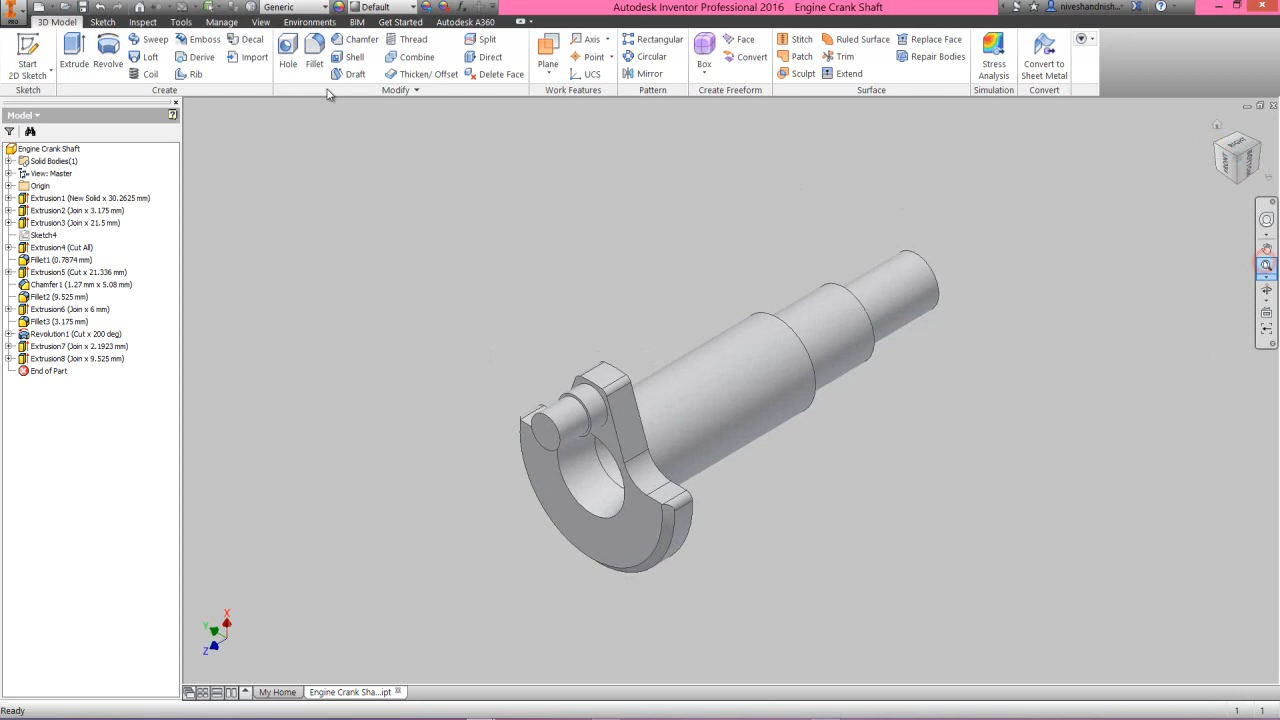 Generic
Default
Autodesk Inventor Professional 2016 Engine Crank Shaft
niveshandnish...
PRO
3D Model Sketch Inspect Tools Manage View Environments BIM Get Started Autodesk A360
Start
2D Sketch
Extrude Revolve
Sweep Emboss Decal
Loft Derive Import
Coil Rib
Hole Fillet
Chamfer Thread Split
Shell Combine Direct
Draft Thicken/ Offset Delete Face
Plane
Axis
Point
UCS
Rectangular
Circular
Mirror
Box
Face
Convert
Stitch Ruled Surface Replace Face
Patch Trim Repair Bodies
Sculpt Extend
Stress
Analysis
Convert to
Sheet Metal
Sketch Create Modify Work Features Pattern Create Freeform Surface Simulation Convert
Model
Engine Crank Shaft
Solid Bodies(1)
View: Master
Origin
Extrusion1 (New Solid x 30.2625 mm)
Extrusion2 (Join x 3.175 mm)
Extrusion3 (Join x 21.5 mm)
Sketch4
Extrusion4 (Cut All)
Fillet1 (0.7874 mm)
Extrusion5 (Cut x 21.336 mm)
Chamfer1 (1.27 mm x 5.08 mm)
Fillet2 (9.525 mm)
Extrusion6 (Join x 6 mm)
Fillet3 (3.175 mm)
Revolution1 (Cut x 200 deg)
Extrusion7 (Join x 2.1923 mm)
Extrusion8 (Join x 9.525 mm)
End of Part
RIGHT
X
Y
Z
My Home Engine Crank Sha...ipt
Ready 1 1